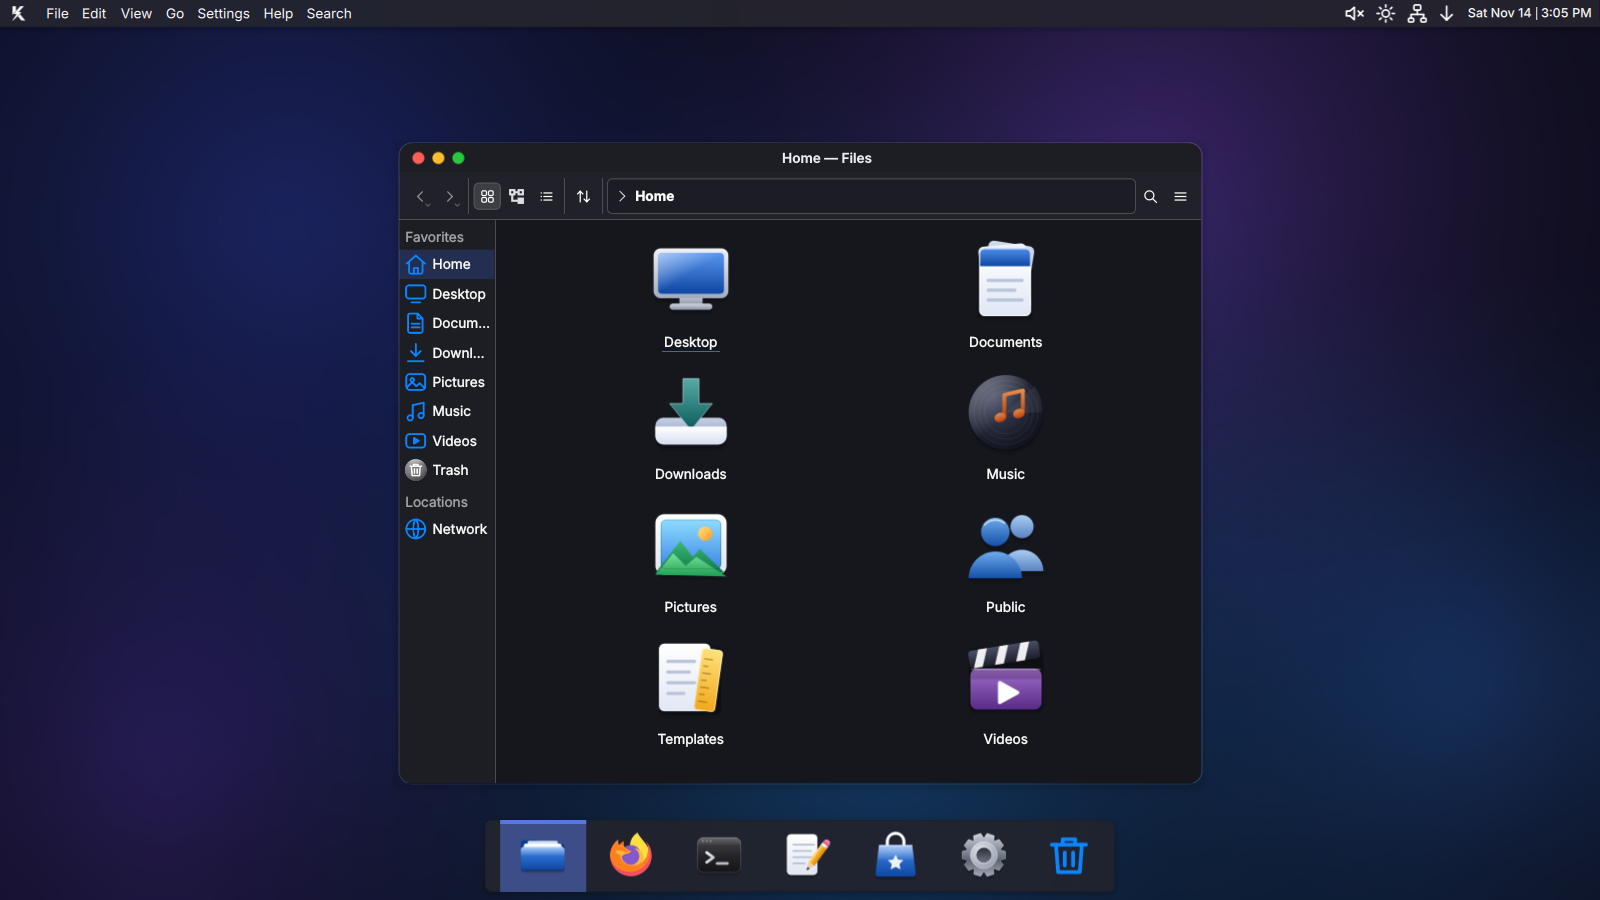 File Edit View Go Settings Help Search
Sat Nov 14 | 3:05 PM
Home — Files
Home
Favorites
Home
Desktop
Docum...
Downl...
Pictures
Music
Videos
Trash
Locations
Network
Desktop
Documents
Downloads
Music
Pictures
Public
Templates
Videos